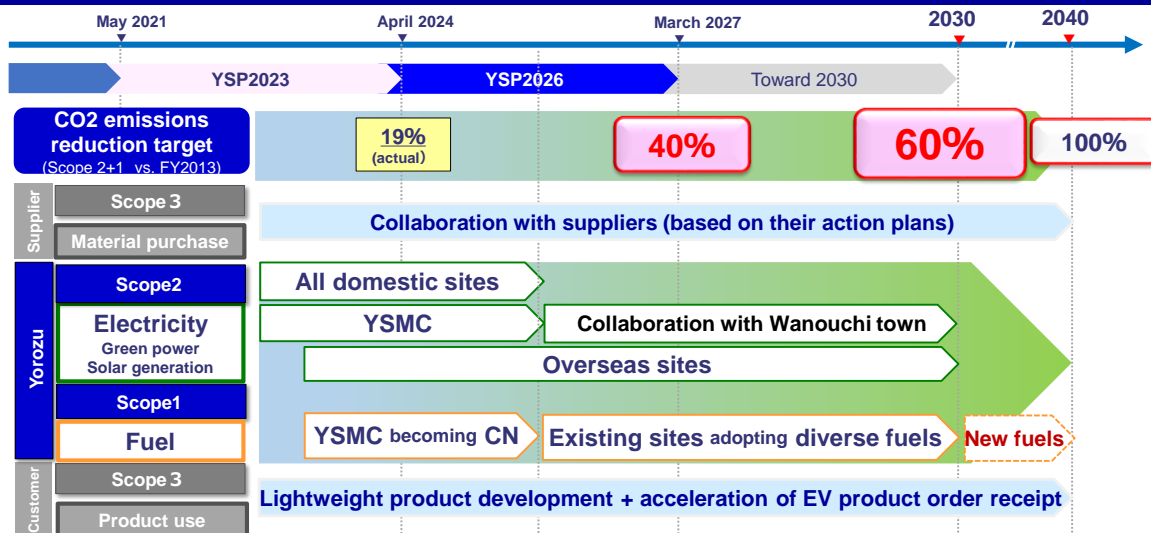 May 2021
April 2024
March 2027
2030
2040
YSP2023
YSP2026
Toward 2030
CO2 emissions
reduction target
(Scope 2+1 vs. FY2013)
19%
(actual)
40%
60%
100%
Supplier
Scope 3
Material purchase
Collaboration with suppliers (based on their action plans)
Yorozu
Scope2
Electricity
Green power
Solar generation
All domestic sites
YSMC
Collaboration with Wanouchi town
Overseas sites
Scope1
Fuel
YSMC becoming CN
Existing sites adopting diverse fuels
New fuels
Customer
Scope 3
Product use
Lightweight product development + acceleration of EV product order receipt